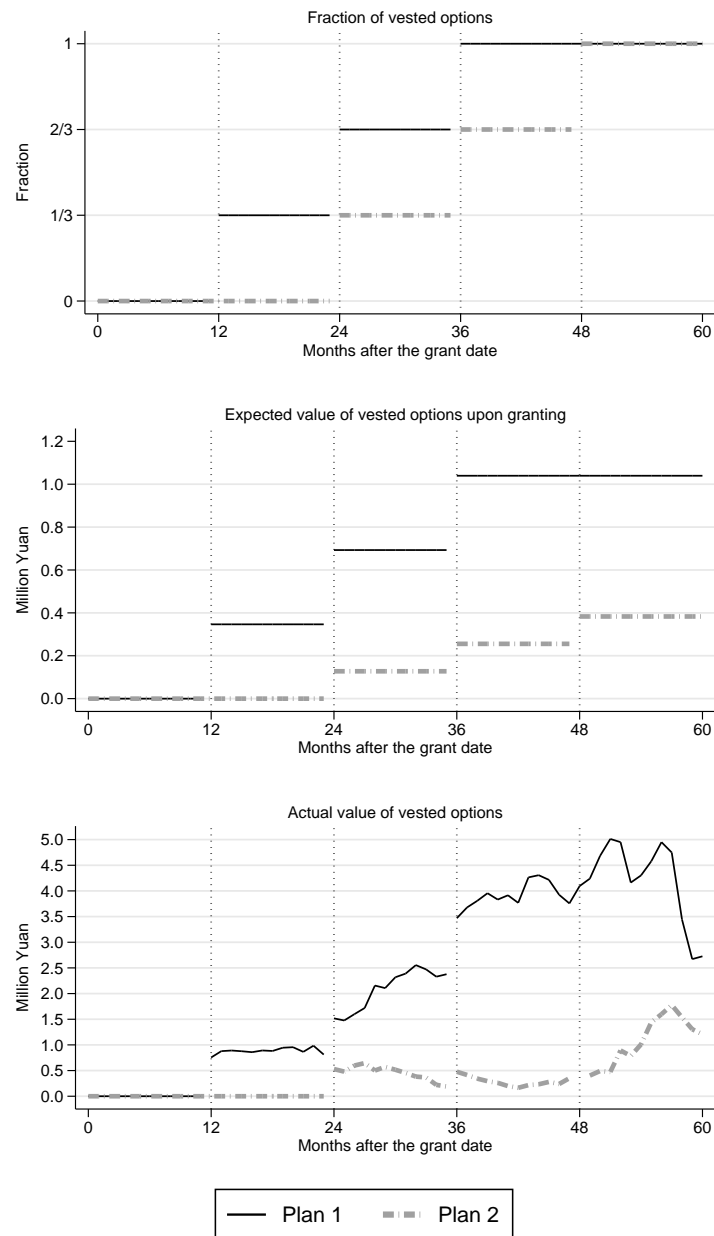 Fraction of vested options
1
2/3
1/3
0
Fraction
0 12 24 36 48 60
Months after the grant date
Expected value of vested options upon granting
1.2
1.0
0.8
0.6
0.4
0.2
0.0
Million Yuan
0 12 24 36 48 60
Months after the grant date
Actual value of vested options
5.0
4.5
4.0
3.5
3.0
2.5
2.0
1.5
1.0
0.5
0.0
Million Yuan
0 12 24 36 48 60
Months after the grant date
Plan 1 Plan 2